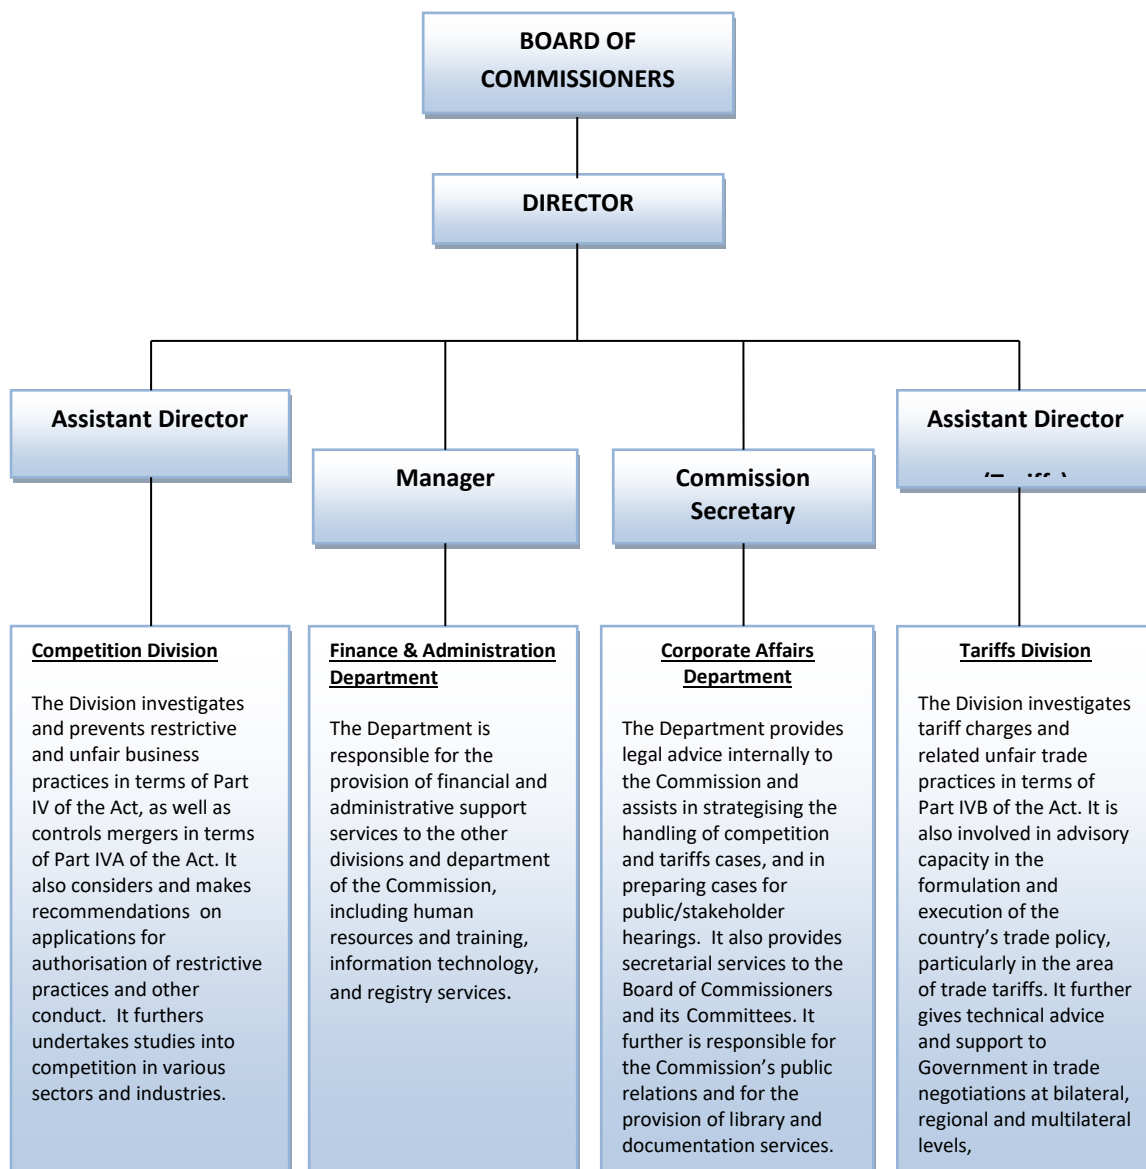 BOARD OF
COMMISSIONERS
DIRECTOR
Assistant Director
Manager
Commission
Secretary
Assistant Director
Competition Division
The Division investigates
and prevents restrictive
and unfair business
practices in terms of Part
IV of the Act, as well as
controls mergers in terms
of Part IVA of the Act. It
also considers and makes
recommendations on
applications for
authorisation of restrictive
practices and other
conduct. It furthers
undertakes studies into
competition in various
sectors and industries.
Finance & Administration
Department
The Department is
responsible for the
provision of financial and
administrative support
services to the other
divisions and department
of the Commission,
including human
resources and training,
information technology,
and registry services.
Corporate Affairs
Department
The Department provides
legal advice internally to
the Commission and
assists in strategising the
handling of competition
and tariffs cases, and in
preparing cases for
public/stakeholder
hearings. It also provides
secretarial services to the
Board of Commissioners
and its Committees. It
further is responsible for
the Commission's public
relations and for the
provision of library and
documentation services.
Tariffs Division
The Division investigates
tariff charges and
related unfair trade
practices in terms of
Part IVB of the Act. It is
also involved in advisory
capacity in the
formulation and
execution of the
country's trade policy,
particularly in the area
of trade tariffs. It further
gives technical advice
and support to
Government in trade
negotiations at bilateral,
regional and multilateral
levels,